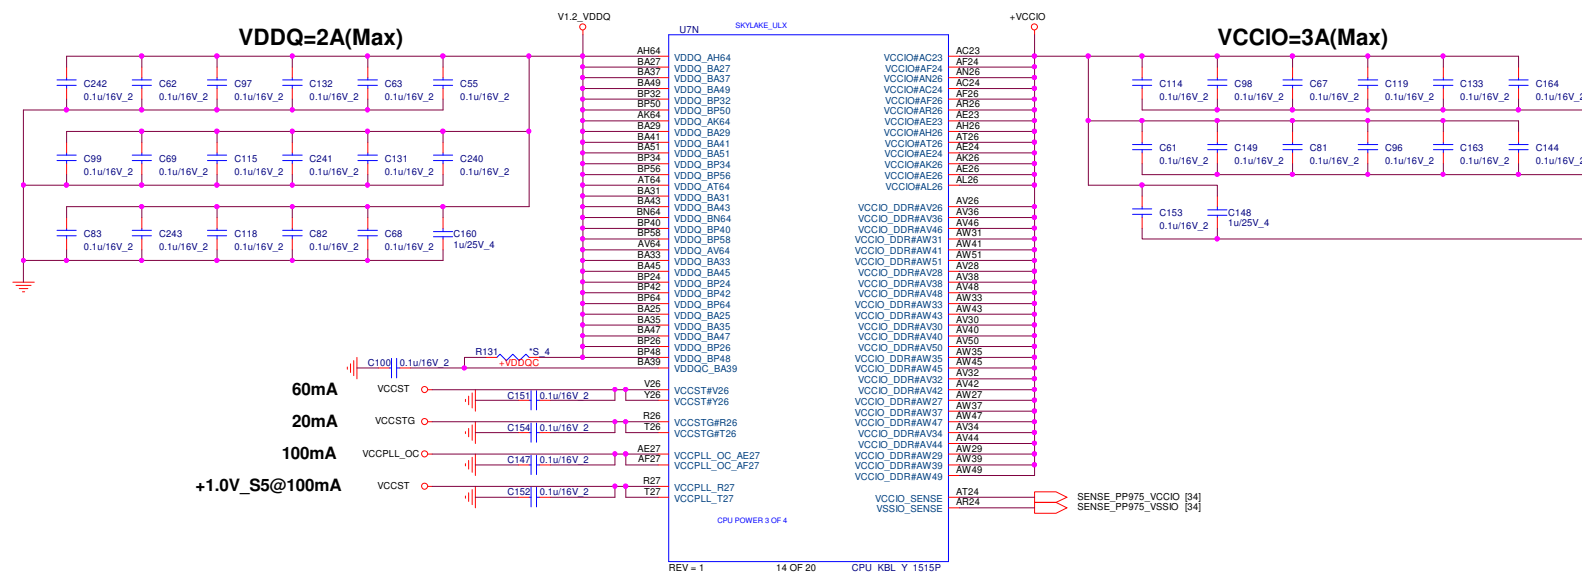 V1.2_VDDQ
+VCCIO
U7N
SKYLAKE_ULX
VDDQ=2A(Max)
VCCIO=3A(Max)
C242
0.1u/16V_2
C62
0.1u/16V_2
C97
0.1u/16V_2
C132
0.1u/16V_2
C63
0.1u/16V_2
C55
0.1u/16V_2
C99
0.1u/16V_2
C69
0.1u/16V_2
C115
0.1u/16V_2
C241
0.1u/16V_2
C131
0.1u/16V_2
C240
0.1u/16V_2
C83
0.1u/16V_2
C243
0.1u/16V_2
C118
0.1u/16V_2
C82
0.1u/16V_2
C68
0.1u/16V_2
C160
1u/25V_4
AH64 VDDQ_AH64
BA27 VDDQ_BA27
BA37 VDDQ_BA37
BA49 VDDQ_BA49
BP32 VDDQ_BP32
BP50 VDDQ_BP50
AK64 VDDQ_AK64
BA29 VDDQ_BA29
BA41 VDDQ_BA41
BA51 VDDQ_BA51
BP34 VDDQ_BP34
BP56 VDDQ_BP56
AT64 VDDQ_AT64
BA31 VDDQ_BA31
BA43 VDDQ_BA43
BN64 VDDQ_BN64
BP40 VDDQ_BP40
BP58 VDDQ_BP58
AV64 VDDQ_AV64
BA33 VDDQ_BA33
BA45 VDDQ_BA45
BP24 VDDQ_BP24
BP42 VDDQ_BP42
BP64 VDDQ_BP64
BA25 VDDQ_BA25
BA35 VDDQ_BA35
BA47 VDDQ_BA47
BP26 VDDQ_BP26
BP48 VDDQ_BP48
BA39 VDDQC_BA39
R131 *S_4
+VDDQC
C100 0.1u/16V_2
60mA VCCST
C151 0.1u/16V_2
V26 VCCST#V26
Y26 VCCST#Y26
20mA VCCSTG
C154 0.1u/16V_2
R26 VCCSTG#R26
T26 VCCSTG#T26
100mA VCCPLL_OC
C147 0.1u/16V_2
AE27 VCCPLL_OC_AE27
AF27 VCCPLL_OC_AF27
+1.0V_S5@100mA VCCST
C152 0.1u/16V_2
R27 VCCPLL_R27
T27 VCCPLL_T27
VCCIO#AC23 AC23
VCCIO#AF24 AF24
VCCIO#AN26 AN26
VCCIO#AC24 AC24
VCCIO#AF26 AF26
VCCIO#AR26 AR26
VCCIO#AE23 AE23
VCCIO#AH26 AH26
VCCIO#AT26 AT26
VCCIO#AE24 AE24
VCCIO#AK26 AK26
VCCIO#AE26 AE26
VCCIO#AL26 AL26
VCCIO_DDR#AV26 AV26
VCCIO_DDR#AV36 AV36
VCCIO_DDR#AV46 AV46
VCCIO_DDR#AW31 AW31
VCCIO_DDR#AW41 AW41
VCCIO_DDR#AW51 AW51
VCCIO_DDR#AV28 AV28
VCCIO_DDR#AV38 AV38
VCCIO_DDR#AV48 AV48
VCCIO_DDR#AW33 AW33
VCCIO_DDR#AW43 AW43
VCCIO_DDR#AV30 AV30
VCCIO_DDR#AV40 AV40
VCCIO_DDR#AV50 AV50
VCCIO_DDR#AW35 AW35
VCCIO_DDR#AW45 AW45
VCCIO_DDR#AV32 AV32
VCCIO_DDR#AV42 AV42
VCCIO_DDR#AW27 AW27
VCCIO_DDR#AW37 AW37
VCCIO_DDR#AW47 AW47
VCCIO_DDR#AV34 AV34
VCCIO_DDR#AV44 AV44
VCCIO_DDR#AW29 AW29
VCCIO_DDR#AW39 AW39
VCCIO_DDR#AW49 AW49
VCCIO_SENSE AT24 SENSE_PP975_VCCIO [34]
VSSIO_SENSE AR24 SENSE_PP975_VSSIO [34]
C114
0.1u/16V_2
C98
0.1u/16V_2
C67
0.1u/16V_2
C119
0.1u/16V_2
C133
0.1u/16V_2
C164
0.1u/16V_2
C61
0.1u/16V_2
C149
0.1u/16V_2
C81
0.1u/16V_2
C96
0.1u/16V_2
C163
0.1u/16V_2
C144
0.1u/16V_2
C153
0.1u/16V_2
C148
1u/25V_4
CPU POWER 3 OF 4
REV = 1 14 OF 20 CPU_KBL_Y_1515P